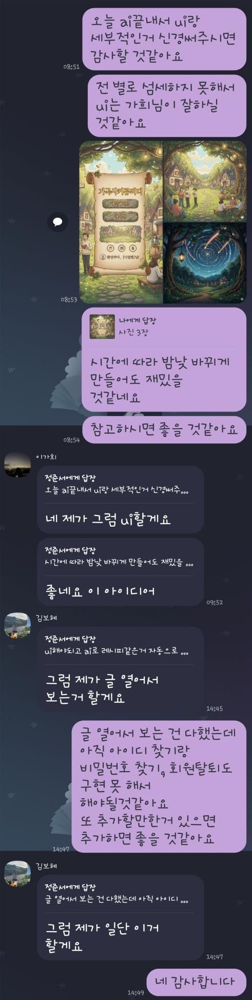 오늘 ai끝내서 ui랑
세부적인거 신경써주시면
감사할 것같아요
08:51
전 별로 섬세하지 못해서
ui는 가희님이 잘하실
것같아요
08:53
나에게 답장
사진 3장
시간에 따라 밤낮 바뀌게
만들어도 재밌을
것같네요
참고하시면 좋을 것같아요
08:54
이가희
정준서에게 답장
오늘 ai끝내서 ui랑 세부적인거 신경써주...
네 제가 그럼 ui할게요
정준서에게 답장
시간에 따라 밤낮 바뀌게 만들어도 재밌을 ...
좋네요 이 아이디어
09:52
김보혜
정준서에게 답장
ui해야되고 ai로 레시피같은거 자동으로 ...
그럼 제가 글 열어서
보는거 할게요
14:45
글 열어서 보는 건 다했는데
아직 아이디 찾기랑
비밀번호 찾기, 회원탈퇴도
구현 못 해서
해야될것같아요
또 추가할만한거 있으면
추가하면 좋을 것같아요
14:47
김보혜
정준서에게 답장
글 열어서 보는 건 다했는데 아직 아이디 ...
그럼 제가 일단 이거
할게요
14:47
네 감사합니다
14:49